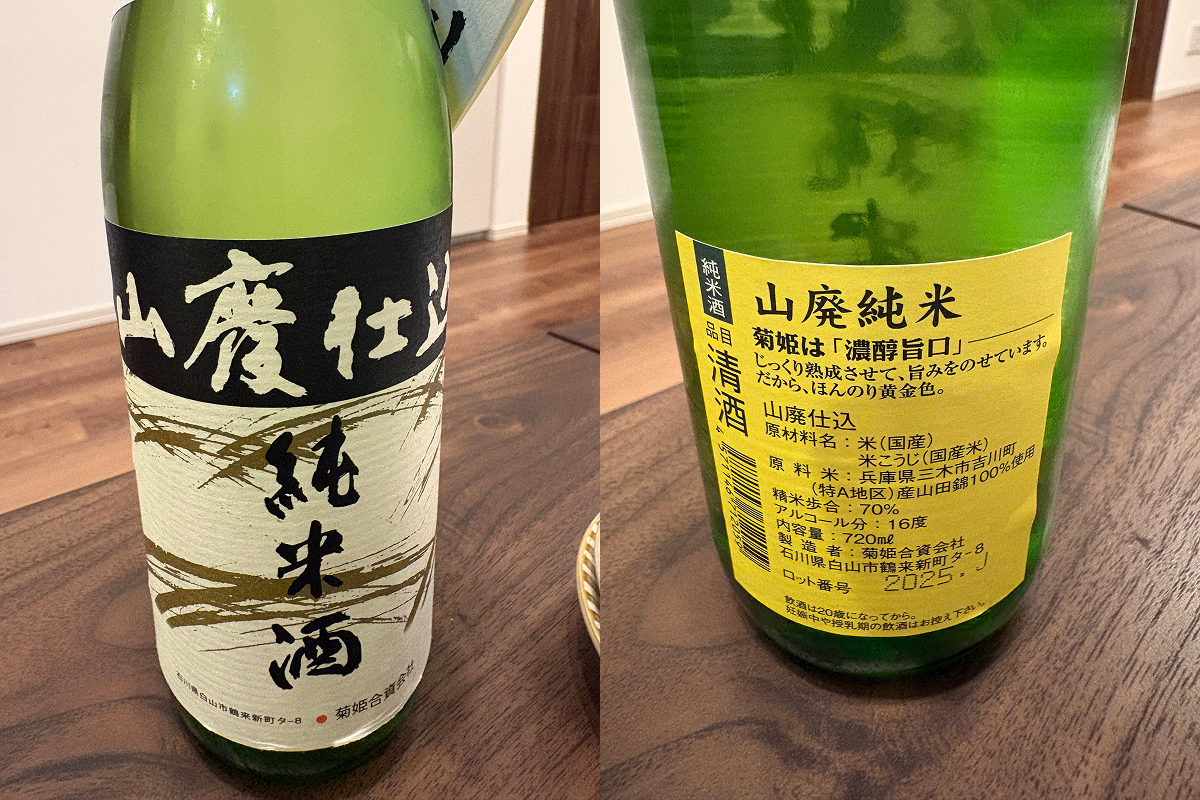 山廃仕込
純米酒
石川県白山市鶴来新町タ-8
菊姫合資会社
純米酒
品目
清酒
山廃純米
菊姫は「濃醇旨口」
じっくり熟成させて、旨みをのせています。
だから、ほんのり黄金色。
山廃仕込
原材料名：米（国産）
米こうじ（国産米）
原料米：兵庫県三木市吉川町
（特A地区）産山田錦100%使用
精米歩合：70%
アルコール分：16度
内容量：720mℓ
製造者：菊姫合資会社
石川県白山市鶴来新町タ-8
ロット番号 2025. J
飲酒は20歳になってから。
妊娠中や授乳期の飲酒はお控え下さい。